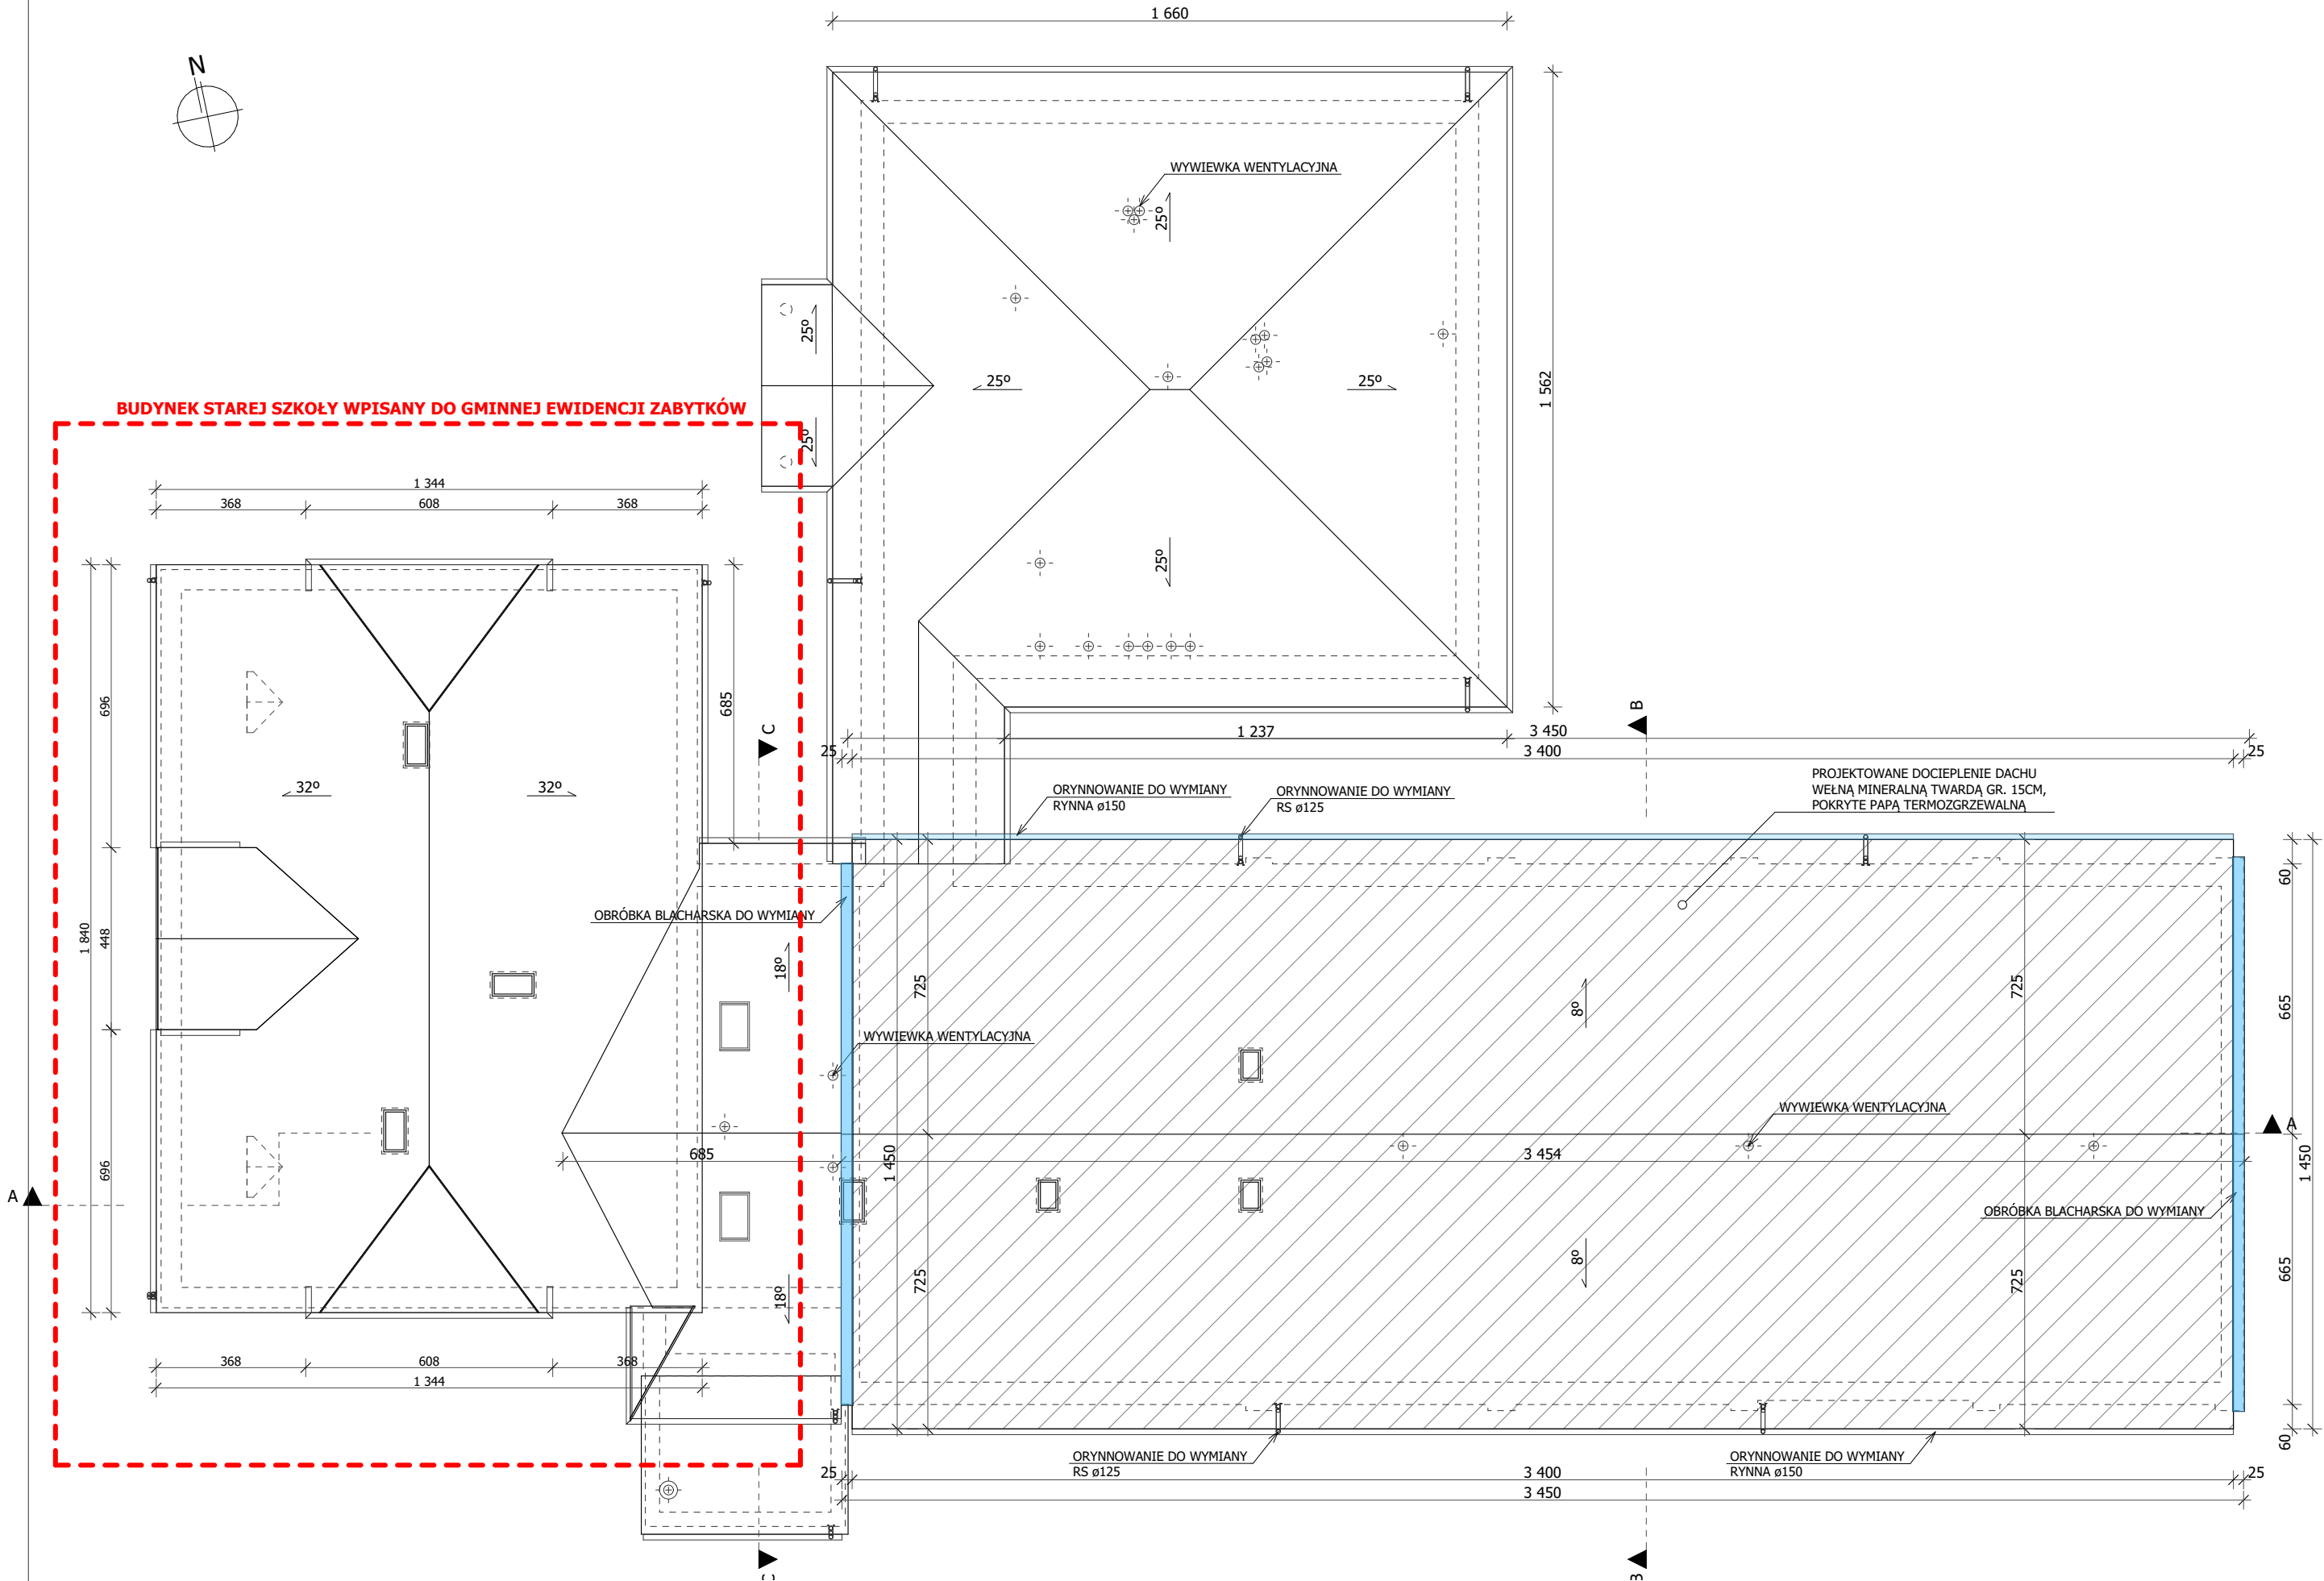 1 660
N
WYWIEWKA WENTYLACYJNA
25º
25º
25º
25º
1 562
25º
BUDYNEK STAREJ SZKOŁY WPISANY DO GMINNEJ EWIDENCJI ZABYTKÓW
25º
1 344
368
608
368
25º
696
685
C
B
1 237
3 450
25
3 400
25
32º
32º
ORYNNOWANIE DO WYMIANY
RYNNA ø150
ORYNNOWANIE DO WYMIANY
RS ø125
PROJEKTOWANE DOCIEPLENIE DACHU
WEŁNĄ MINERALNĄ TWARDĄ GR. 15CM,
POKRYTE PAPĄ TERMOZGRZEWALNĄ
60
OBRÓBKA BLACHARSKA DO WYMIANY
1 840
448
18º
725
8º
725
665
WYWIEWKA WENTYLACYJNA
WYWIEWKA WENTYLACYJNA
A
685
1 450
3 454
1 450
696
A
OBRÓBKA BLACHARSKA DO WYMIANY
18º
725
8º
725
665
368
608
368
1 344
60
ORYNNOWANIE DO WYMIANY
RS ø125
ORYNNOWANIE DO WYMIANY
RYNNA ø150
25
3 400
25
3 450
C
B